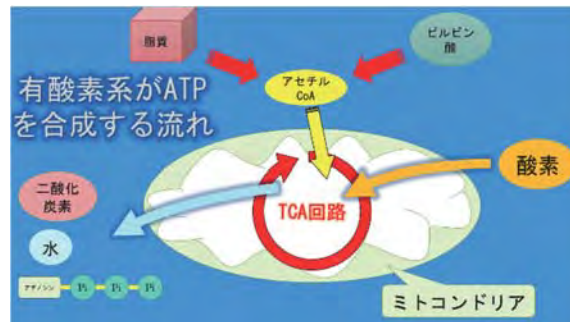 脂質
ピルビン
酸
アセチル
CoA
有酸素系がATP
を合成する流れ
酸素
二酸化
炭素
TCA回路
水
アデノシン
Pi
Pi
Pi
ミトコンドリア